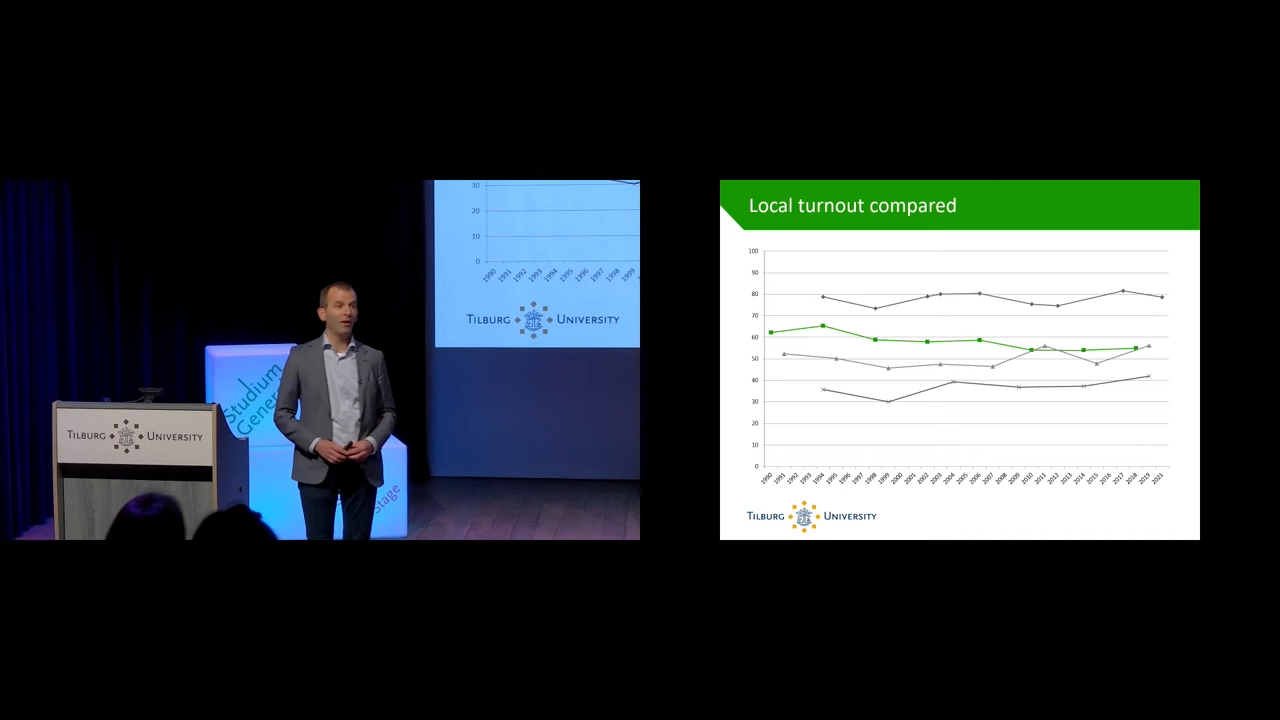 30
20
10
0
1990 1991 1992 1993 1994 1995 1996 1997 1998 1999
TILBURG UNIVERSITY
Studium
Gener
stage
TILBURG UNIVERSITY
Local turnout compared
100
90
80
70
60
50
40
30
20
10
0
1990 1991 1992 1993 1994 1995 1996 1997 1998 1999 2000 2001 2002 2003 2004 2005 2006 2007 2008 2009 2010 2011 2012 2013 2014 2015 2016 2017 2018 2019 2021
TILBURG UNIVERSITY